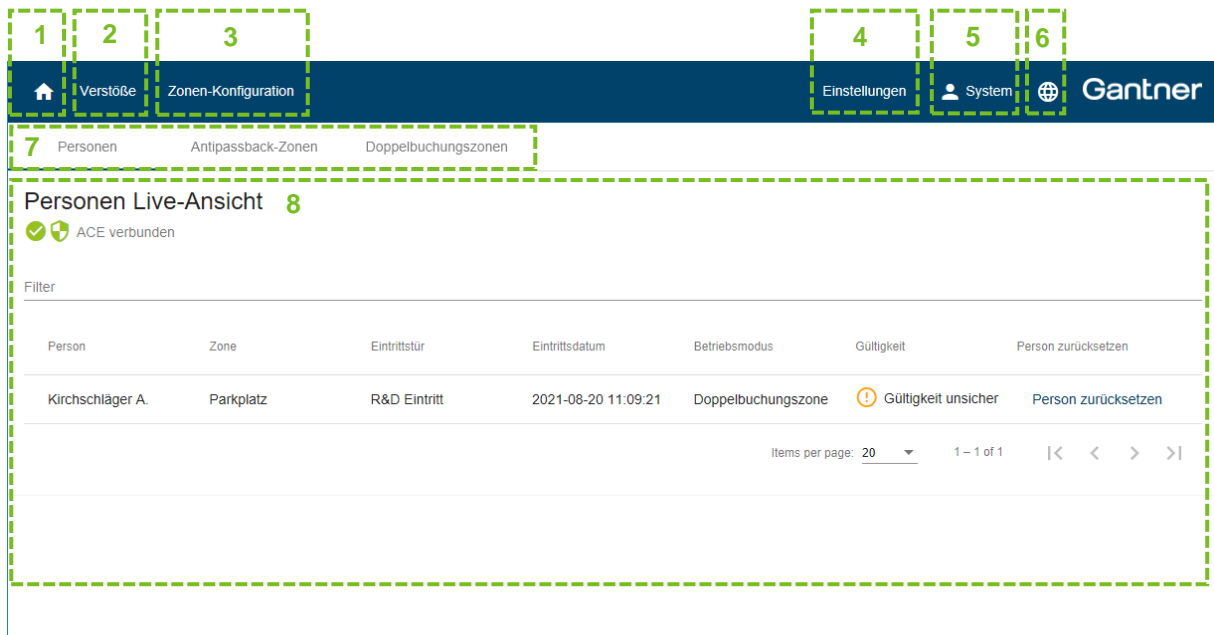 1 2 3 4 5 6
Verstöße Zonen-Konfiguration Einstellungen System Gantner
7 Personen Antipassback-Zonen Doppelbuchungszonen
Personen Live-Ansicht 8
ACE verbunden
Filter
Person Zone Eintrittstür Eintrittsdatum Betriebsmodus Gültigkeit Person zurücksetzen
Kirchschläger A. Parkplatz R&D Eintritt 2021-08-20 11:09:21 Doppelbuchungszone Gültigkeit unsicher Person zurücksetzen
Items per page: 20 1 – 1 of 1